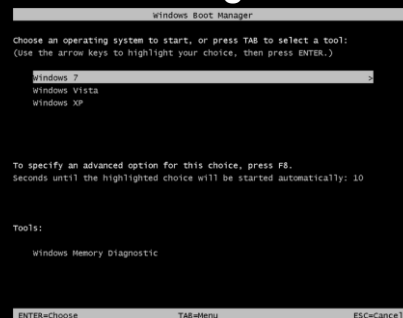 Windows Boot Manager
Choose an operating system to start, or press TAB to select a tool:
(Use the arrow keys to highlight your choice, then press ENTER.)
Windows 7 >
Windows Vista
Windows XP
To specify an advanced option for this choice, press F8.
Seconds until the highlighted choice will be started automatically: 10
Tools:
Windows Memory Diagnostic
ENTER=Choose TAB=Menu ESC=Cancel